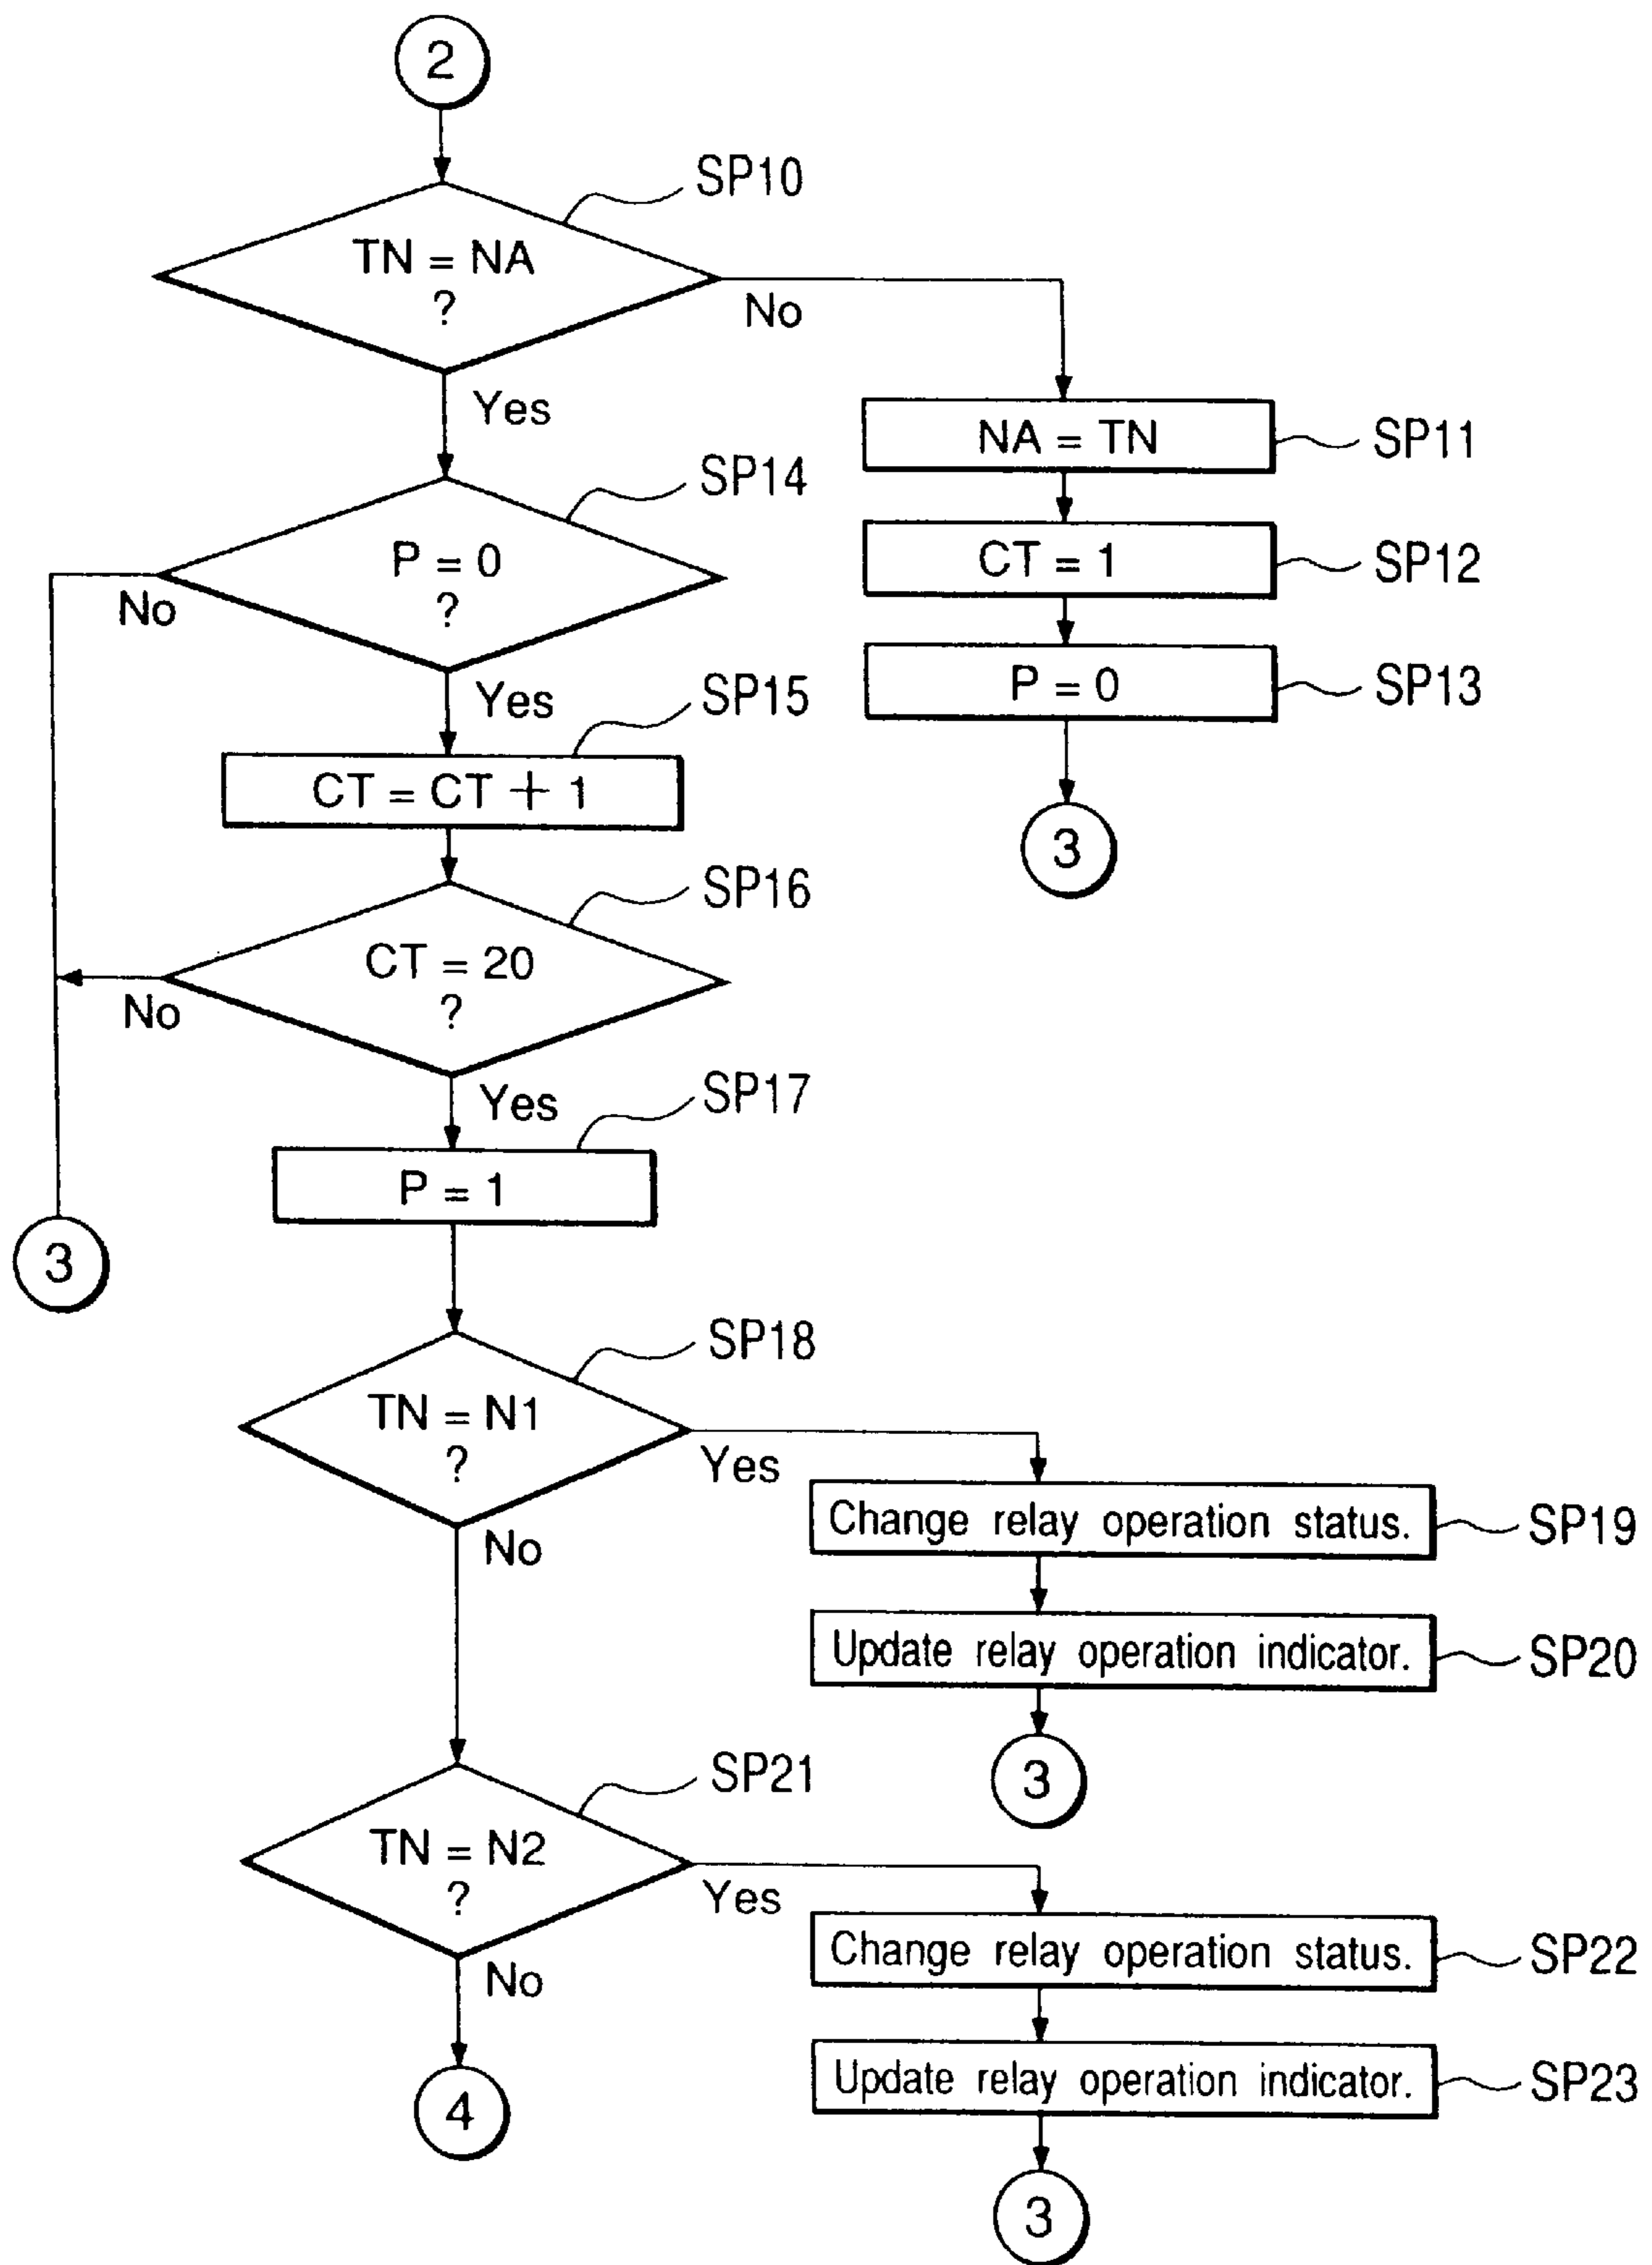 2
SP10
TN = NA
?
No
Yes
NA = TN
SP11
SP14
P = 0
?
No
CT = 1
SP12
Yes
P = 0
SP13
SP15
CT = CT + 1
3
SP16
CT = 20
?
No
Yes
SP17
P = 1
3
SP18
TN = N1
?
Yes
No
Change relay operation status.
SP19
Update relay operation indicator.
SP20
3
SP21
TN = N2
?
Yes
No
Change relay operation status.
SP22
Update relay operation indicator.
SP23
4
3